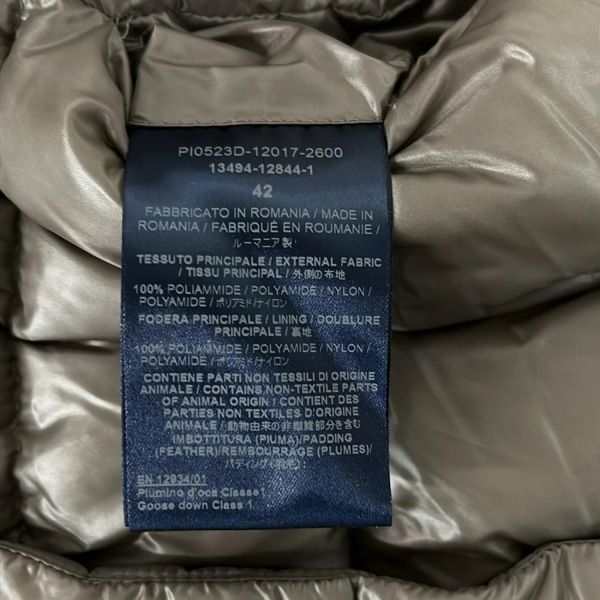 PI0523D-12017-2600
13494-12844-1
42
FABBRICATO IN ROMANIA / MADE IN
ROMANIA / FABRIQUÉ EN ROUMANIE /
ルーマニア製
TESSUTO PRINCIPALE / EXTERNAL FABRIC
/ TISSU PRINCIPAL / 外側の布地
100% POLIAMMIDE / POLYAMIDE / NYLON /
POLYAMIDE / ポリアミド/ナイロン
FODERA PRINCIPALE / LINING / DOUBLURE
PRINCIPALE / 裏地
100% POLIAMMIDE / POLYAMIDE / NYLON /
POLYAMIDE / ポリアミド/ナイロン
CONTIENE PARTI NON TESSILI DI ORIGINE
ANIMALE / CONTAINS NON-TEXTILE PARTS
OF ANIMAL ORIGIN / CONTIENT DES
PARTIES NON TEXTILES D'ORIGINE
ANIMALE / 動物由来の非繊維部分を含む
IMBOTTITURA (PIUMA)/PADDING
(FEATHER)/REMBOURRAGE (PLUMES)/
EN 12934/01
Piumino d'oca Classe1
Goose down Class 1